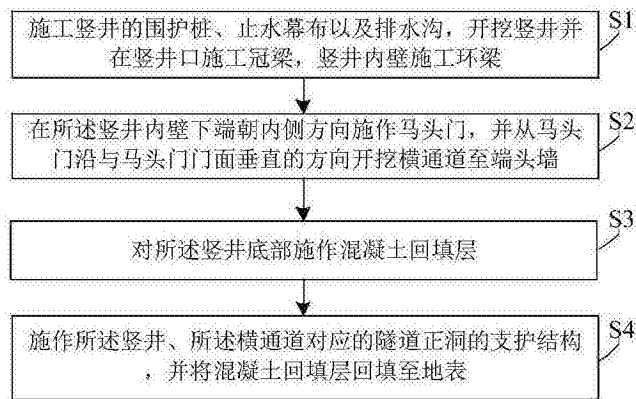 施工竖井的围护桩、止水幕布以及排水沟，开挖竖井并
在竖井口施工冠梁，竖井内壁施工环梁
S1
在所述竖井内壁下端朝内侧方向施作马头门，并从马头
门沿与马头门门面垂直的方向开挖横通道至端头墙
S2
对所述竖井底部施作混凝土回填层
S3
施作所述竖井、所述横通道对应的隧道正洞的支护结构
，并将混凝土回填层回填至地表
S4